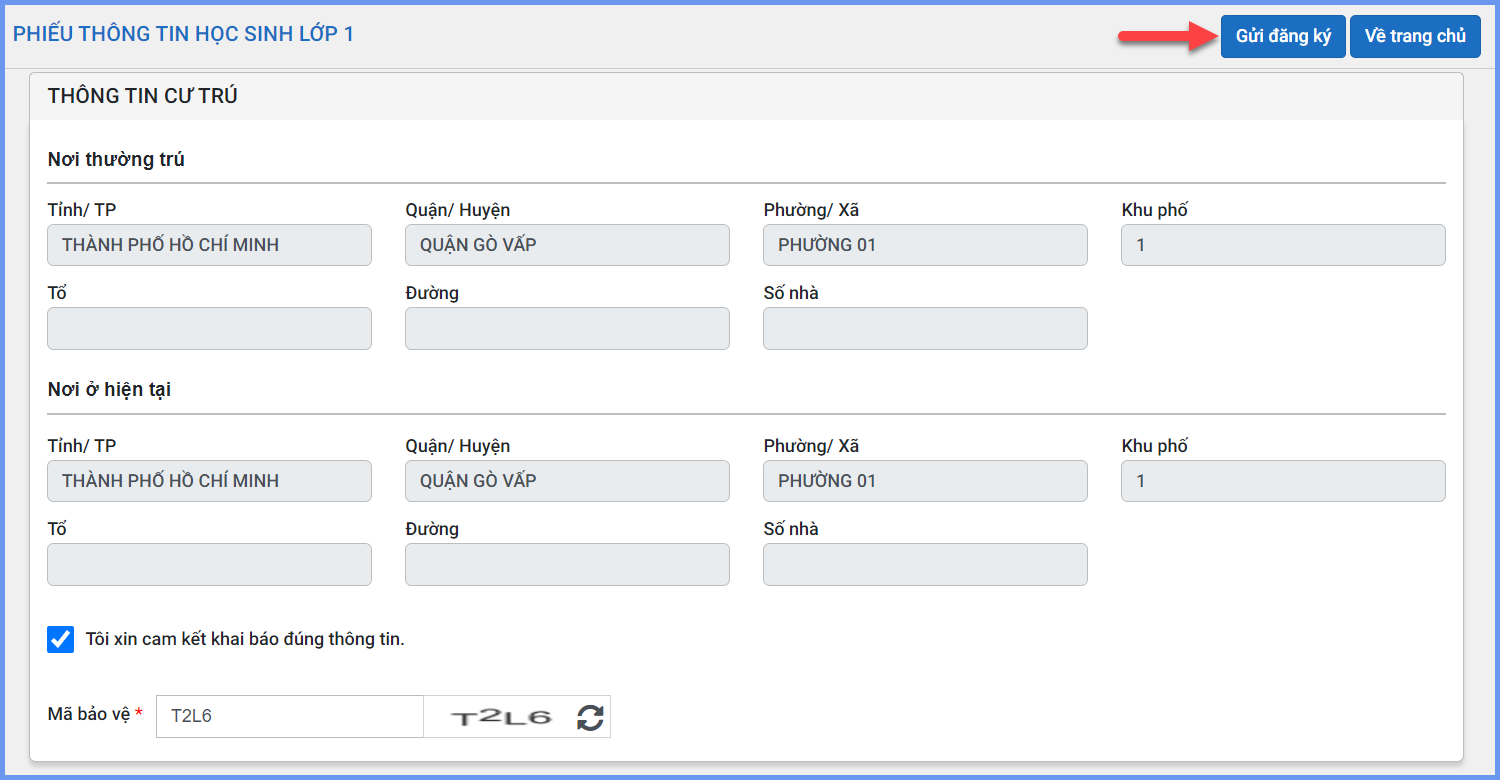 PHIẾU THÔNG TIN HỌC SINH LỚP 1
Gửi đăng ký
Về trang chủ
THÔNG TIN CƯ TRÚ
Nơi thường trú
Tỉnh/ TP
Quận/ Huyện
Phường/ Xã
Khu phố
THÀNH PHỐ HỒ CHÍ MINH
QUẬN GÒ VẤP
PHƯỜNG 01
1
Tổ
Đường
Số nhà
Nơi ở hiện tại
Tỉnh/ TP
Quận/ Huyện
Phường/ Xã
Khu phố
THÀNH PHỐ HỒ CHÍ MINH
QUẬN GÒ VẤP
PHƯỜNG 01
1
Tổ
Đường
Số nhà
Tôi xin cam kết khai báo đúng thông tin.
Mã bảo vệ *
T2L6
T2L6